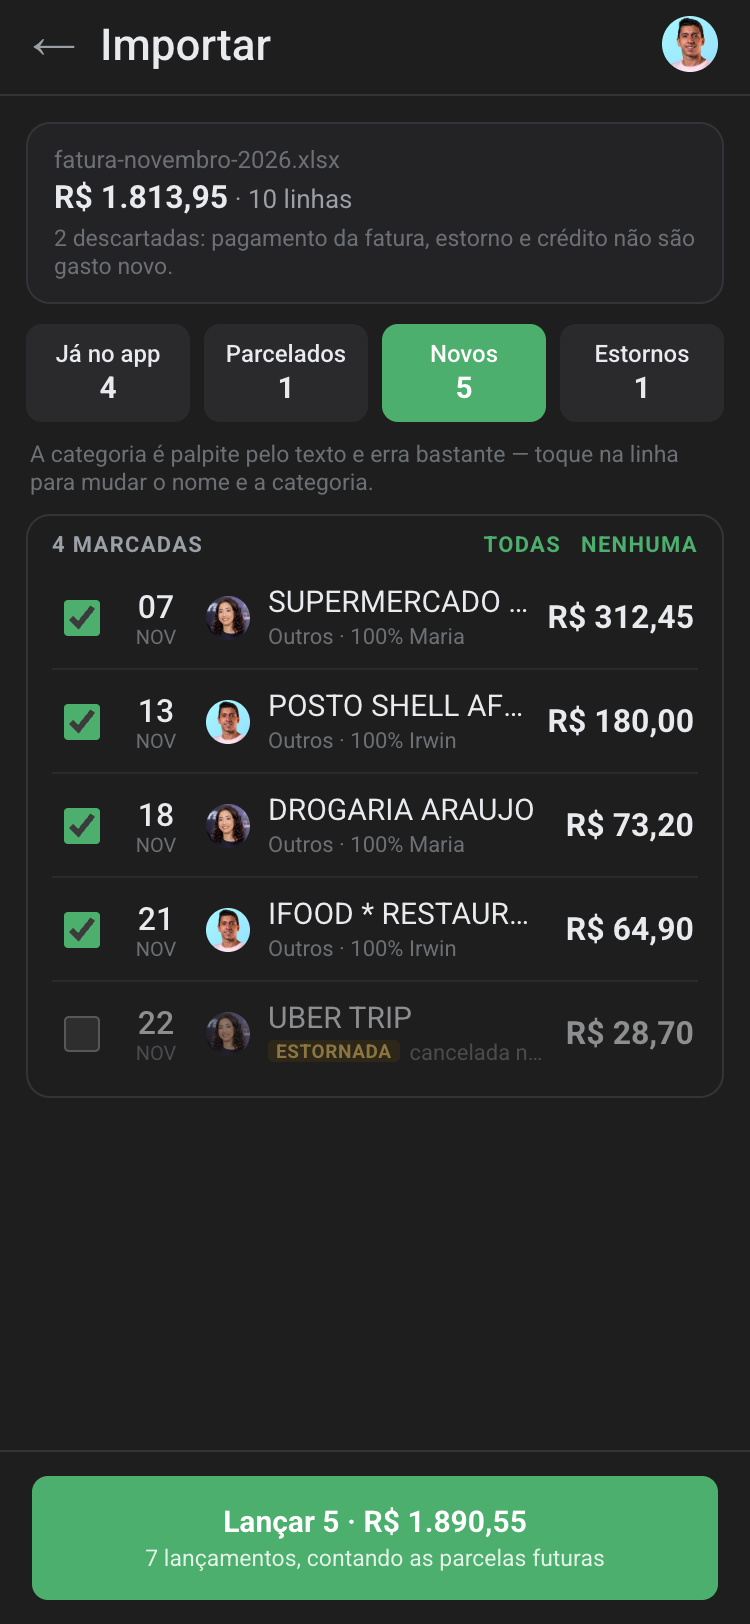 ← Importar
fatura-novembro-2026.xlsx
R$ 1.813,95 · 10 linhas
2 descartadas: pagamento da fatura, estorno e crédito não são
gasto novo.
Já no app
4
Parcelados
1
Novos
5
Estornos
1
A categoria é palpite pelo texto e erra bastante — toque na linha
para mudar o nome e a categoria.
4 MARCADAS TODAS NENHUMA
07 SUPERMERCADO ... R$ 312,45
NOV Outros · 100% Maria
13 POSTO SHELL AF... R$ 180,00
NOV Outros · 100% Irwin
18 DROGARIA ARAUJO R$ 73,20
NOV Outros · 100% Maria
21 IFOOD * RESTAUR... R$ 64,90
NOV Outros · 100% Irwin
22 UBER TRIP R$ 28,70
NOV ESTORNADA cancelada n...
Lançar 5 · R$ 1.890,55
7 lançamentos, contando as parcelas futuras